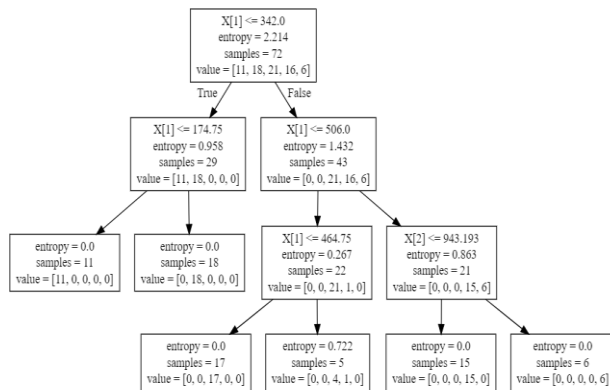 X[1] <= 342.0
entropy = 2.214
samples = 72
value = [11, 18, 21, 16, 6]
True
False
X[1] <= 174.75
entropy = 0.958
samples = 29
value = [11, 18, 0, 0, 0]
X[1] <= 506.0
entropy = 1.432
samples = 43
value = [0, 0, 21, 16, 6]
entropy = 0.0
samples = 11
value = [11, 0, 0, 0, 0]
entropy = 0.0
samples = 18
value = [0, 18, 0, 0, 0]
X[1] <= 464.75
entropy = 0.267
samples = 22
value = [0, 0, 21, 1, 0]
X[2] <= 943.193
entropy = 0.863
samples = 21
value = [0, 0, 0, 15, 6]
entropy = 0.0
samples = 17
value = [0, 0, 17, 0, 0]
entropy = 0.722
samples = 5
value = [0, 0, 4, 1, 0]
entropy = 0.0
samples = 15
value = [0, 0, 0, 15, 0]
entropy = 0.0
samples = 6
value = [0, 0, 0, 0, 6]